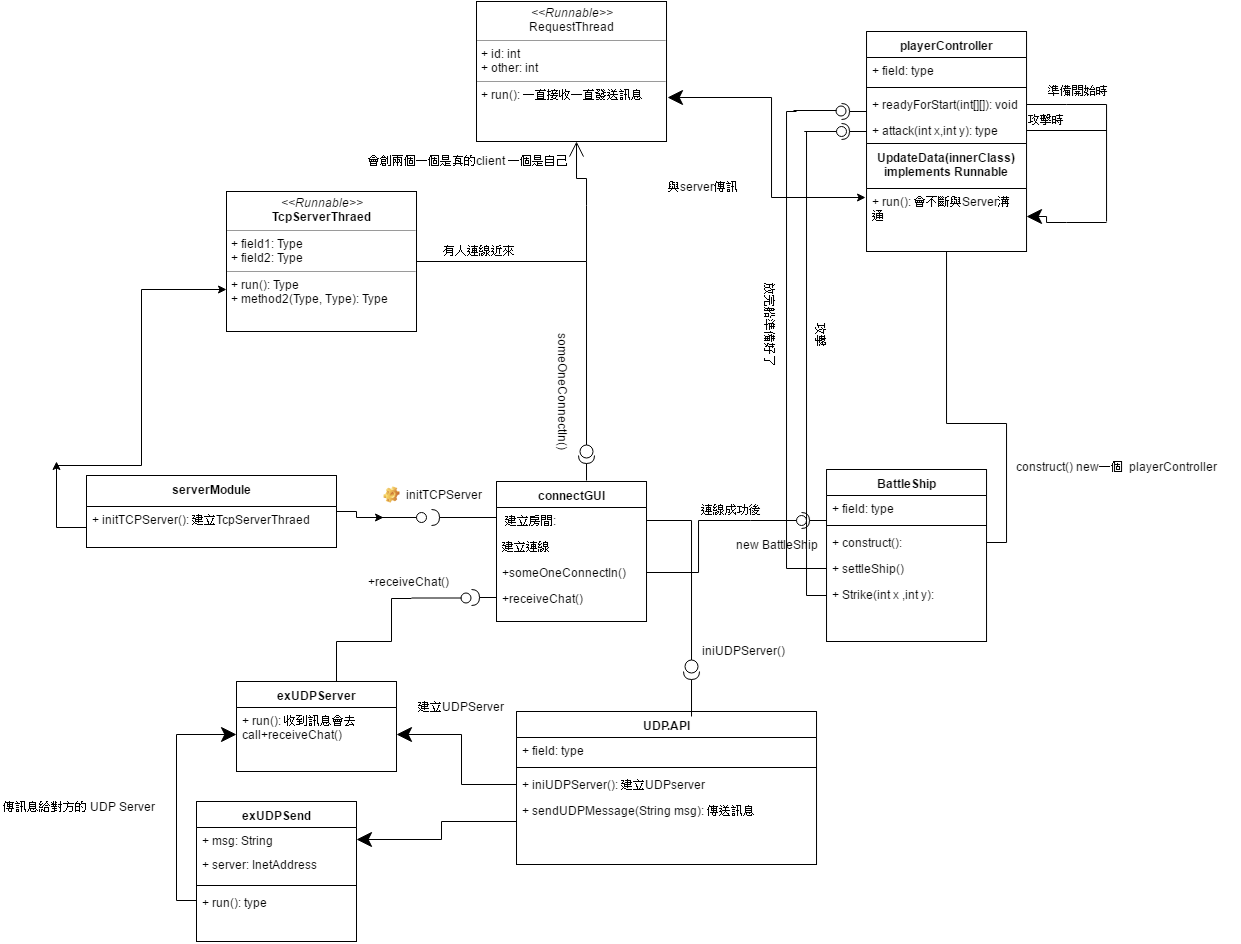 <<Runnable>>
RequestThread
+ id: int
+ other: int
+ run(): 一直接收一直發送訊息
playerController
+ field: type
+ readyForStart(int[][]): void
+ attack(int x,int y): type
UpdateData(innerClass)
implements Runnable
+ run(): 會不斷與Server溝
通
準備開始時
攻擊時
會創兩個一個是真的client 一個是自己
與server傳訊
<<Runnable>>
TcpServerThraed
+ field1: Type
+ field2: Type
+ run(): Type
+ method2(Type, Type): Type
有人連線近來
放完船準備好了
攻擊
someOneConnectIn()
construct() new一個 playerController
serverModule
+ initTCPServer(): 建立TcpServerThraed
initTCPServer
connectGUI
建立房間:
建立連線
+someOneConnectIn()
+receiveChat()
連線成功後
new BattleShip
BattleShip
+ field: type
+ construct():
+ settleShip()
+ Strike(int x ,int y):
+receiveChat()
iniUDPServer()
exUDPServer
+ run(): 收到訊息會去
call+receiveChat()
建立UDPServer
UDP.API
+ field: type
+ iniUDPServer(): 建立UDPserver
+ sendUDPMessage(String msg): 傳送訊息
傳訊息給對方的 UDP Server
exUDPSend
+ msg: String
+ server: InetAddress
+ run(): type